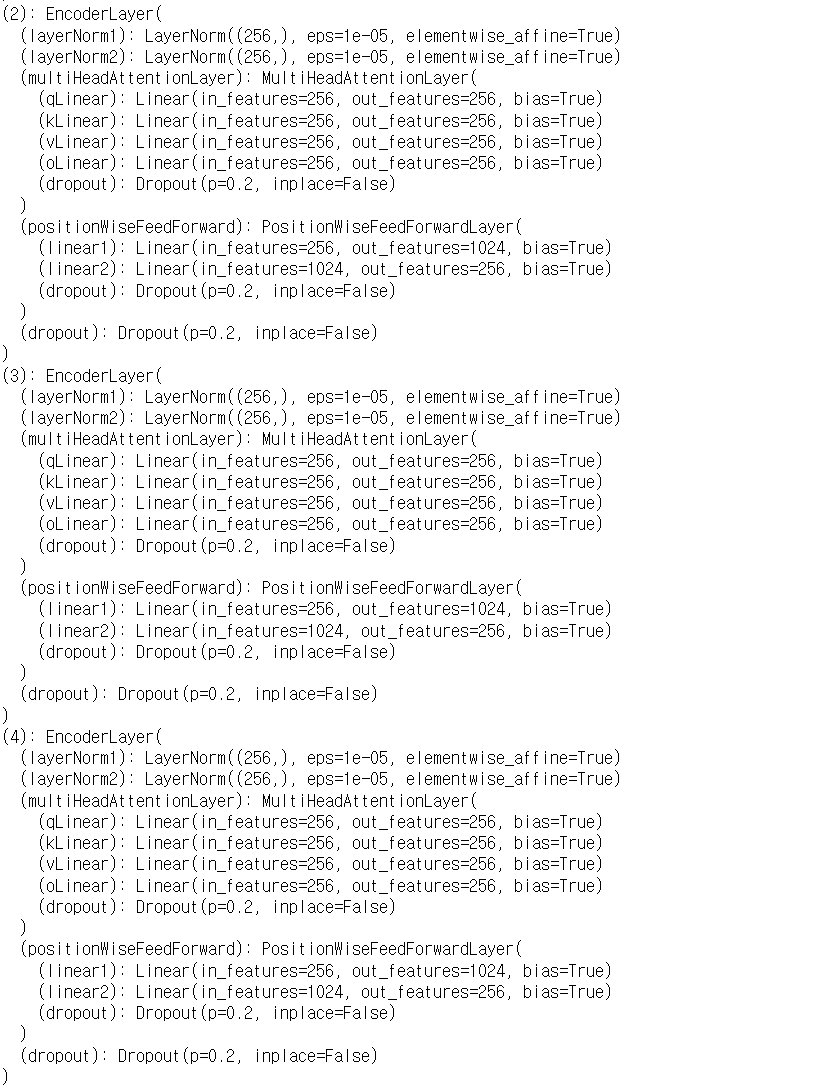 (2): EncoderLayer(
  (layerNorm1): LayerNorm((256,), eps=1e-05, elementwise_affine=True)
  (layerNorm2): LayerNorm((256,), eps=1e-05, elementwise_affine=True)
  (multiHeadAttentionLayer): MultiHeadAttentionLayer(
    (qLinear): Linear(in_features=256, out_features=256, bias=True)
    (kLinear): Linear(in_features=256, out_features=256, bias=True)
    (vLinear): Linear(in_features=256, out_features=256, bias=True)
    (oLinear): Linear(in_features=256, out_features=256, bias=True)
    (dropout): Dropout(p=0.2, inplace=False)
  )
  (positionWiseFeedForward): PositionWiseFeedForwardLayer(
    (linear1): Linear(in_features=256, out_features=1024, bias=True)
    (linear2): Linear(in_features=1024, out_features=256, bias=True)
    (dropout): Dropout(p=0.2, inplace=False)
  )
  (dropout): Dropout(p=0.2, inplace=False)
)
(3): EncoderLayer(
  (layerNorm1): LayerNorm((256,), eps=1e-05, elementwise_affine=True)
  (layerNorm2): LayerNorm((256,), eps=1e-05, elementwise_affine=True)
  (multiHeadAttentionLayer): MultiHeadAttentionLayer(
    (qLinear): Linear(in_features=256, out_features=256, bias=True)
    (kLinear): Linear(in_features=256, out_features=256, bias=True)
    (vLinear): Linear(in_features=256, out_features=256, bias=True)
    (oLinear): Linear(in_features=256, out_features=256, bias=True)
    (dropout): Dropout(p=0.2, inplace=False)
  )
  (positionWiseFeedForward): PositionWiseFeedForwardLayer(
    (linear1): Linear(in_features=256, out_features=1024, bias=True)
    (linear2): Linear(in_features=1024, out_features=256, bias=True)
    (dropout): Dropout(p=0.2, inplace=False)
  )
  (dropout): Dropout(p=0.2, inplace=False)
)
(4): EncoderLayer(
  (layerNorm1): LayerNorm((256,), eps=1e-05, elementwise_affine=True)
  (layerNorm2): LayerNorm((256,), eps=1e-05, elementwise_affine=True)
  (multiHeadAttentionLayer): MultiHeadAttentionLayer(
    (qLinear): Linear(in_features=256, out_features=256, bias=True)
    (kLinear): Linear(in_features=256, out_features=256, bias=True)
    (vLinear): Linear(in_features=256, out_features=256, bias=True)
    (oLinear): Linear(in_features=256, out_features=256, bias=True)
    (dropout): Dropout(p=0.2, inplace=False)
  )
  (positionWiseFeedForward): PositionWiseFeedForwardLayer(
    (linear1): Linear(in_features=256, out_features=1024, bias=True)
    (linear2): Linear(in_features=1024, out_features=256, bias=True)
    (dropout): Dropout(p=0.2, inplace=False)
  )
  (dropout): Dropout(p=0.2, inplace=False)
)